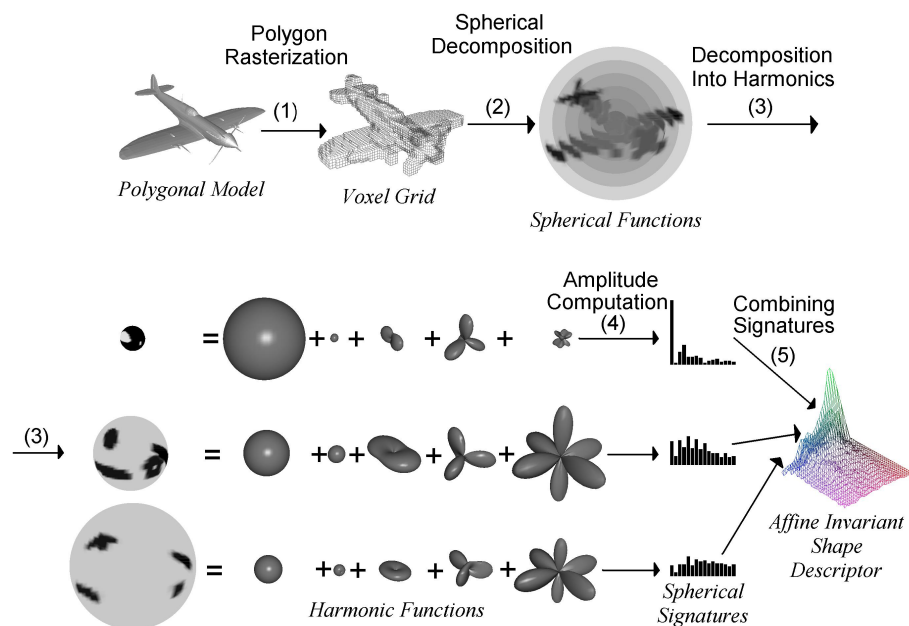 Polygon
Rasterization
(1)
Spherical
Decomposition
(2)
Decomposition
Into Harmonics
(3)
Polygonal Model
Voxel Grid
Spherical Functions
Amplitude
Computation
(4)
Combining
Signatures
(5)
= + + + +
(3)
= + + + +
= + + + +
Affine Invariant
Shape
Descriptor
Harmonic Functions
Spherical
Signatures